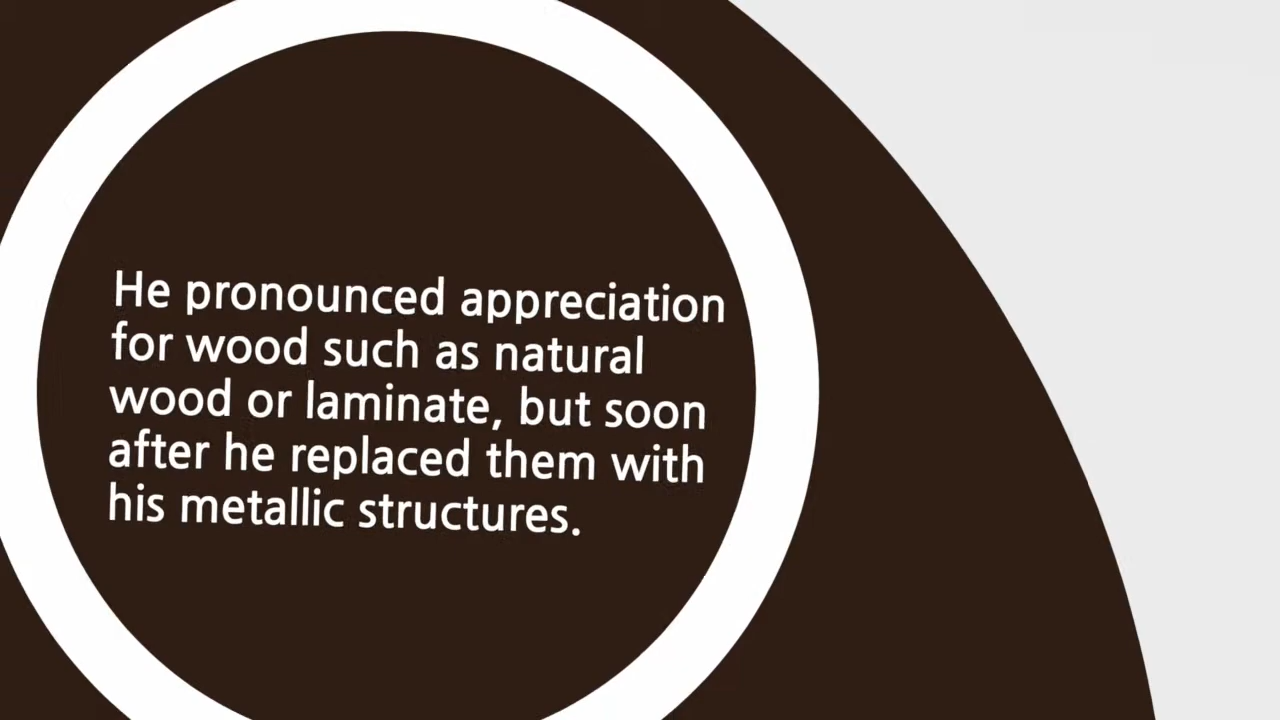 He pronounced appreciation
for wood such as natural
wood or laminate, but soon
after he replaced them with
his metallic structures.